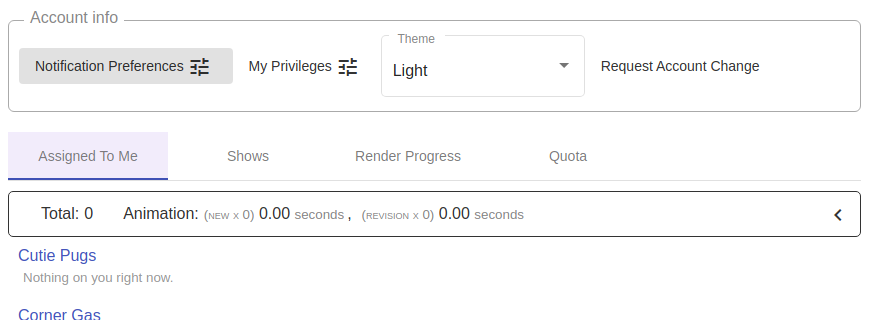 Account info
Notification Preferences
My Privileges
Theme
Light
Request Account Change
Assigned To Me
Shows
Render Progress
Quota
Total: 0 Animation: (NEW X 0) 0.00 seconds , (REVISION X 0) 0.00 seconds
Cutie Pugs
Nothing on you right now.
Corner Gas